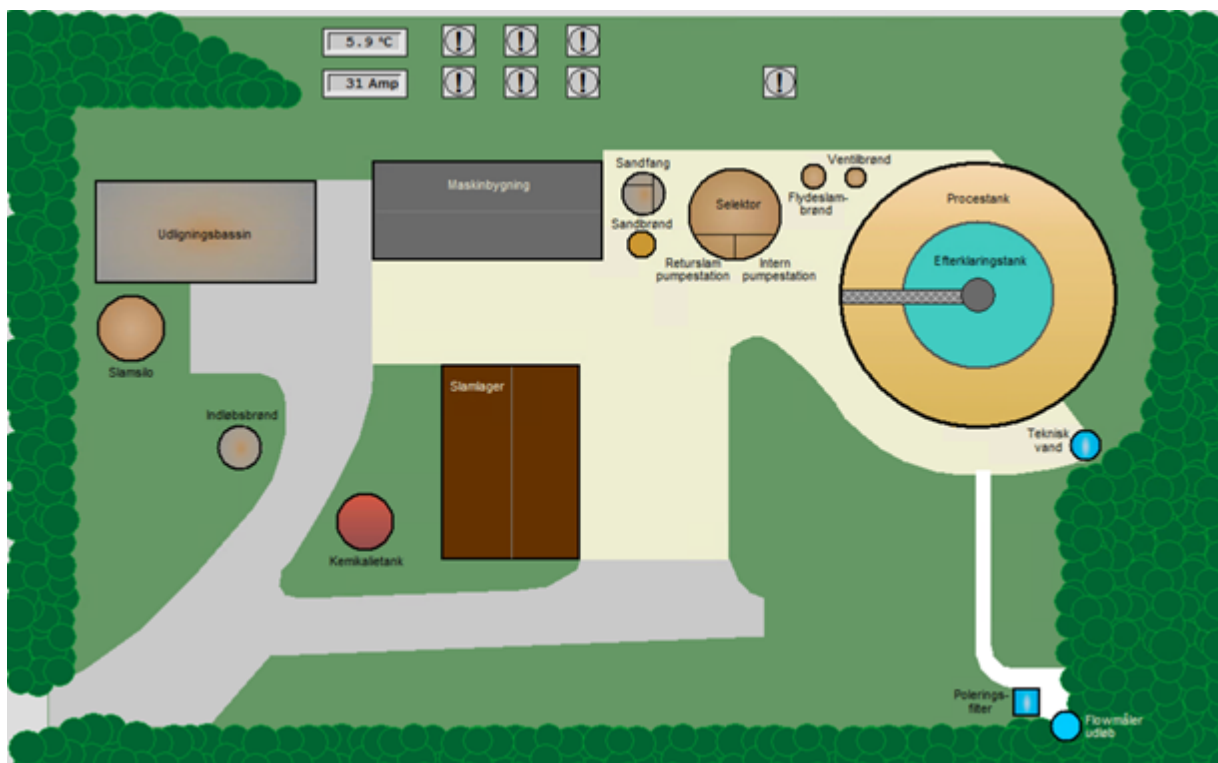 5.9 °C
! ! !
31 Amp
! ! !
!
Sandfang
Ventilbrønd
Maskinbygning
Flydeslam-
brønd
Procestank
Selektor
Sandbrønd
Udligningsbassin
Returslam
pumpestation
Intern
pumpestation
Efterklaringstank
Slamsilo
Slamlager
Indløbsbrønd
Teknisk
vand
Kemikalietank
Polerings-
filter
Flowmåler
udløb